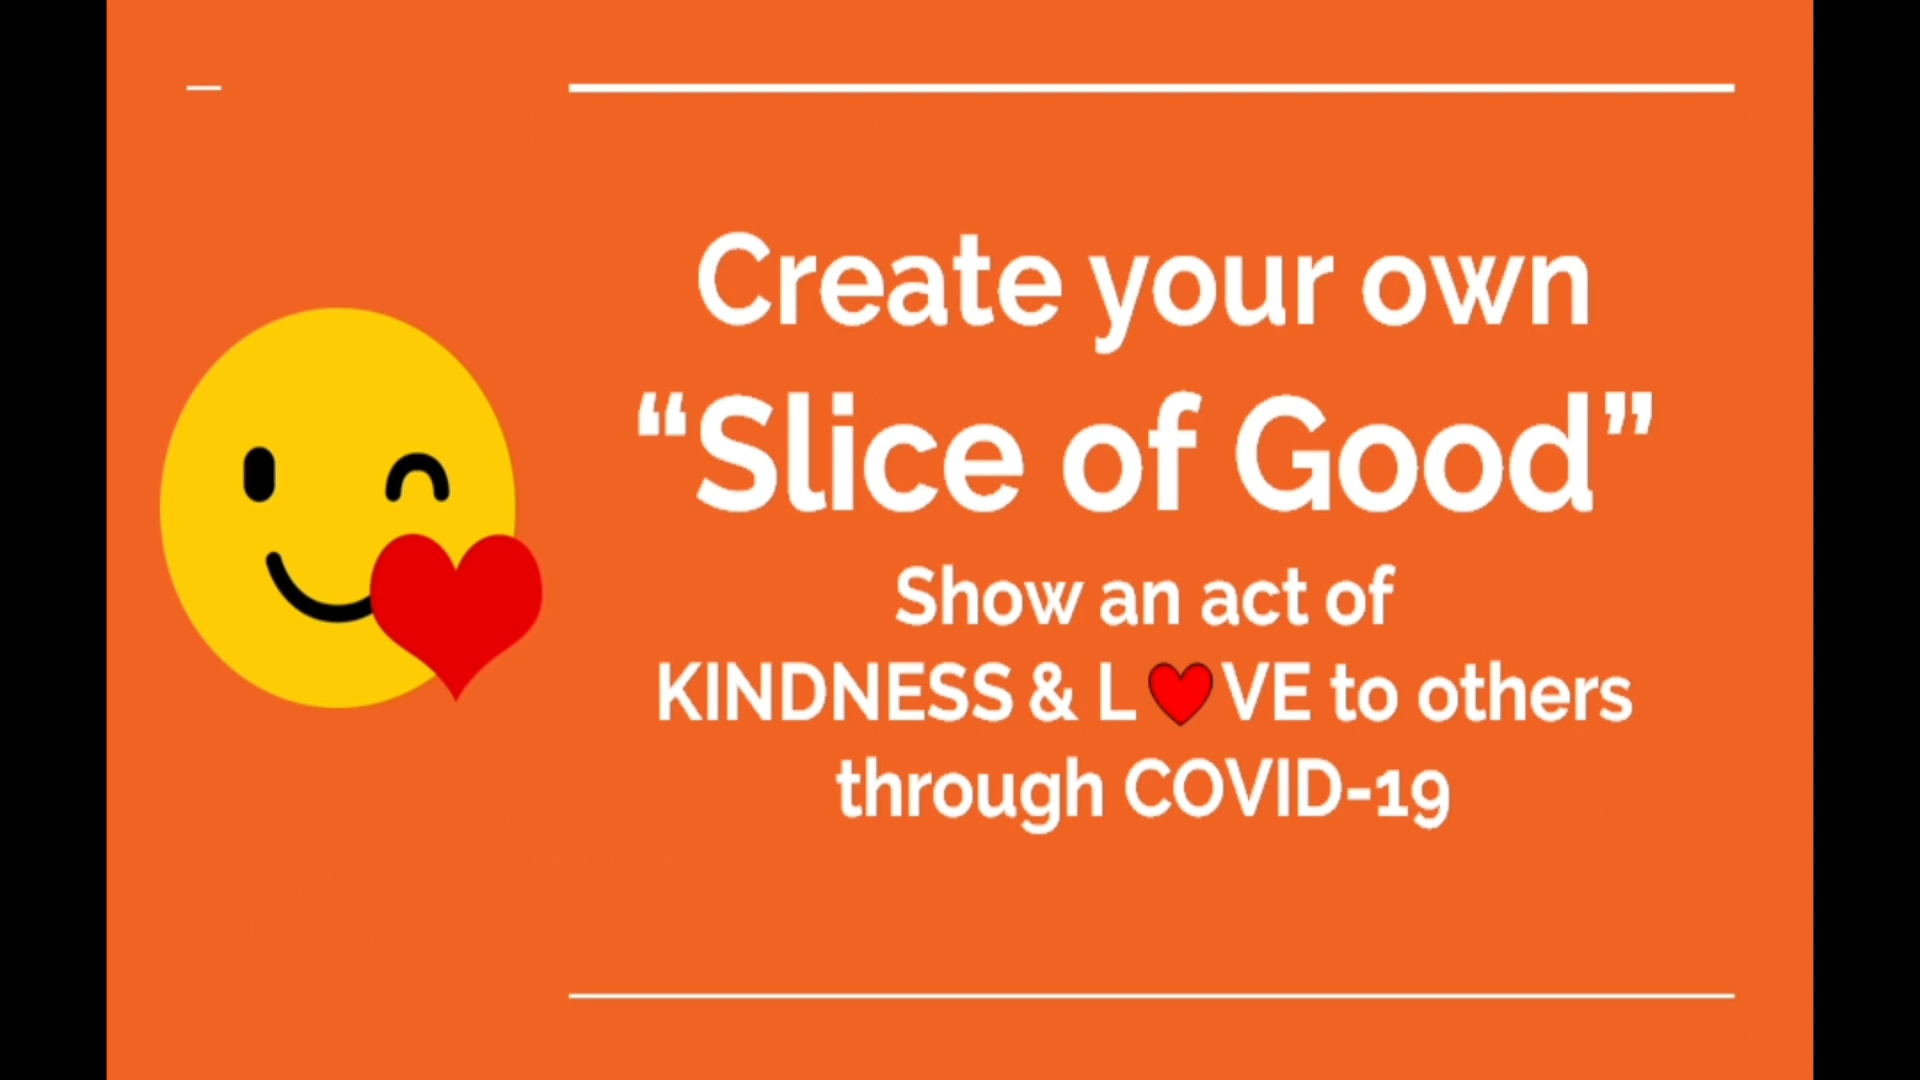 Create your own
“Slice of Good”
Show an act of
KINDNESS & L❤VE to others
through COVID-19